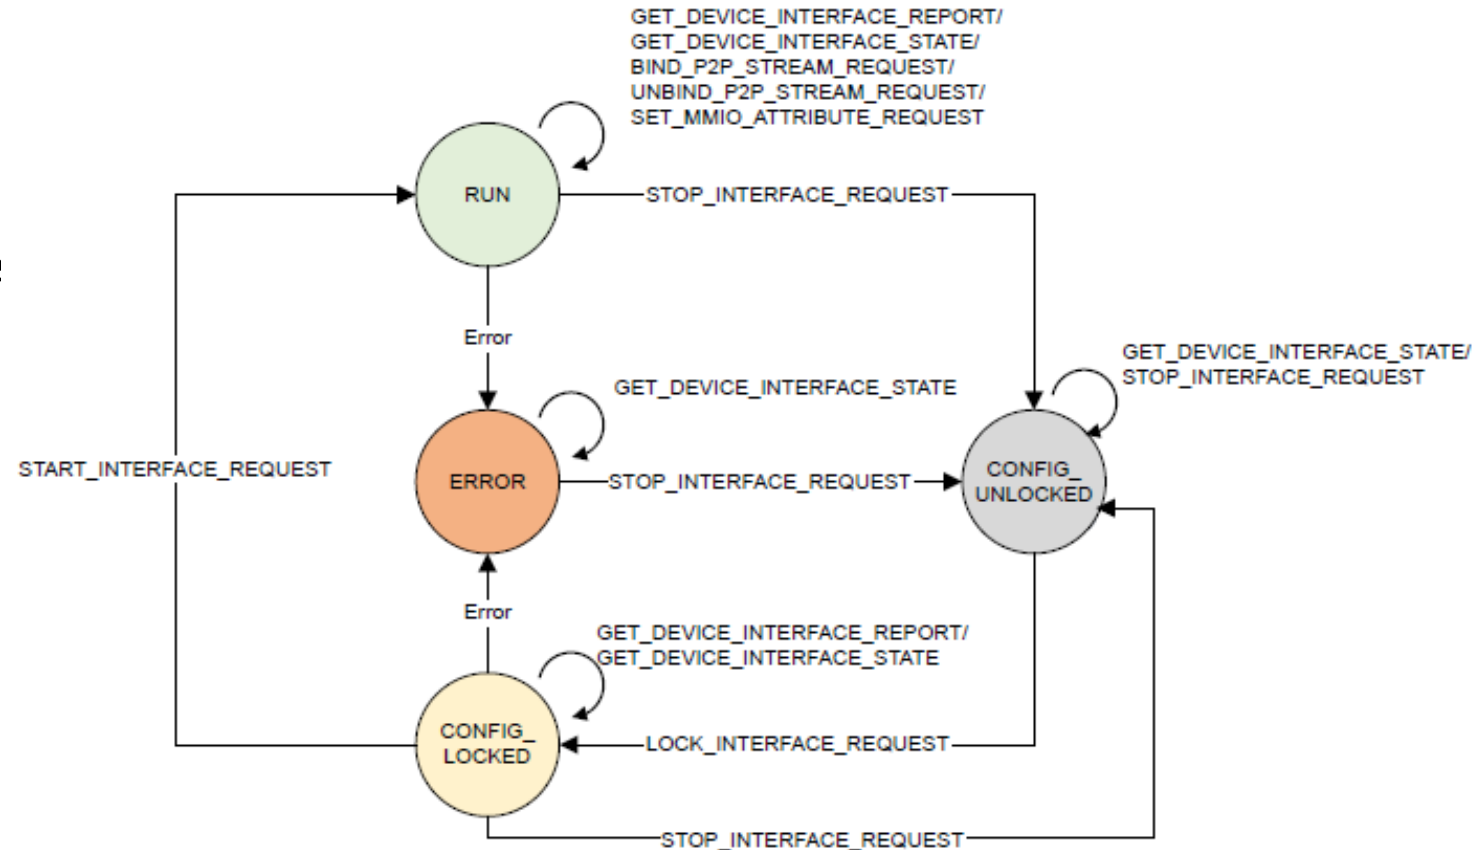 GET_DEVICE_INTERFACE_REPORT/
GET_DEVICE_INTERFACE_STATE/
BIND_P2P_STREAM_REQUEST/
UNBIND_P2P_STREAM_REQUEST/
SET_MMIO_ATTRIBUTE_REQUEST
RUN
STOP_INTERFACE_REQUEST
Error
GET_DEVICE_INTERFACE_STATE/
STOP_INTERFACE_REQUEST
GET_DEVICE_INTERFACE_STATE
START_INTERFACE_REQUEST
ERROR
STOP_INTERFACE_REQUEST
CONFIG_
UNLOCKED
Error
GET_DEVICE_INTERFACE_REPORT/
GET_DEVICE_INTERFACE_STATE
CONFIG_
LOCKED
LOCK_INTERFACE_REQUEST
STOP_INTERFACE_REQUEST